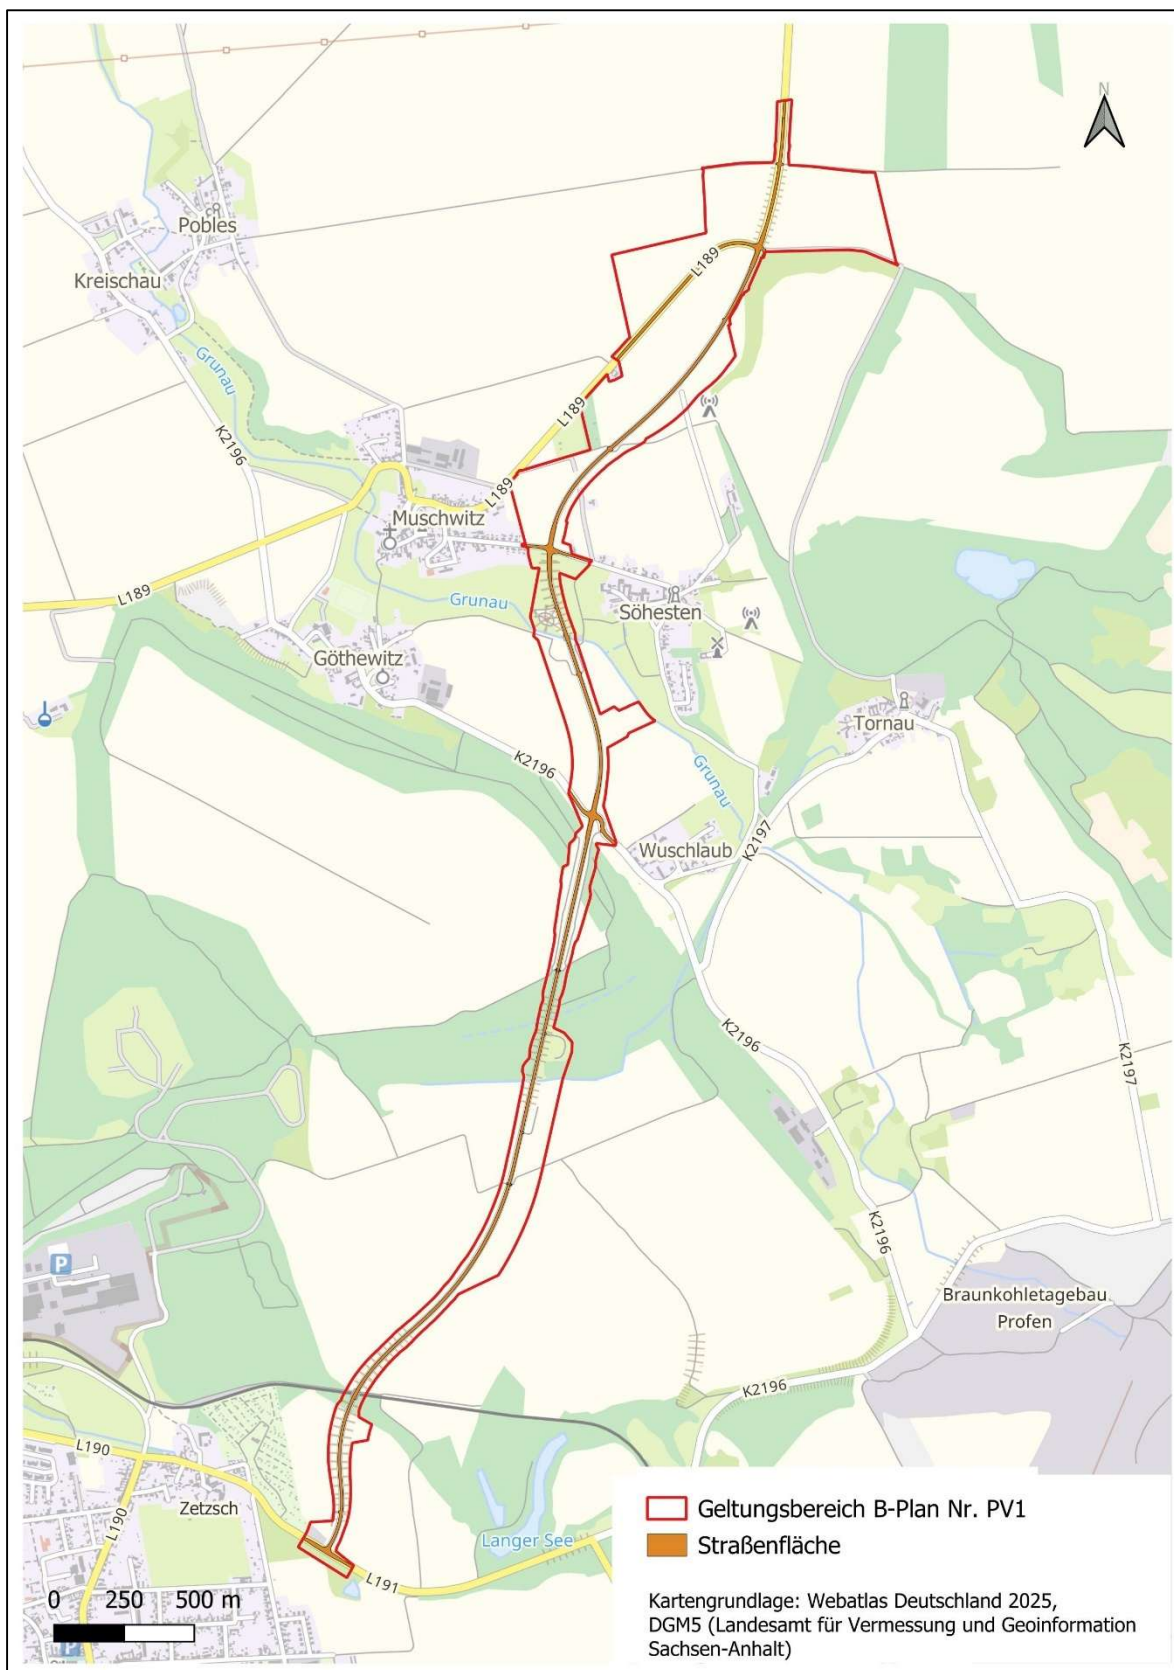 N
Pobles
Kreischau
L189
Grunau
L189
K2196
L189
Muschwitz
L189
Grunau
Söhesten
Göthewitz
Tornau
K2196
Grunau
Wuschlaub
K2197
K2196
K2197
K2196
P
Braunkohletagebau
Profen
K2196
L190
Zetzsch
L190
Langer See
L191
Geltungsbereich B-Plan Nr. PV1
Straßenfläche
0 250 500 m
Kartengrundlage: Webatlas Deutschland 2025,
DGM5 (Landesamt für Vermessung und Geoinformation
Sachsen-Anhalt)
P